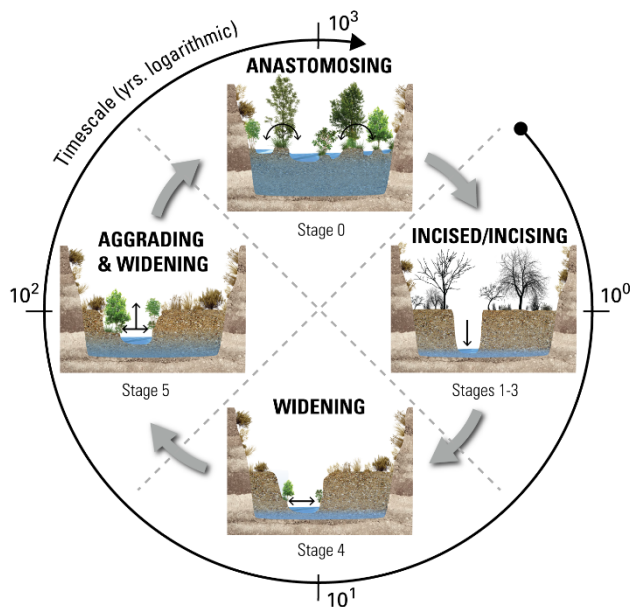 10³
Timescale (yrs. logarithmic)
ANASTOMOSING
Stage 0
AGGRADING
& WIDENING
Stage 5
10²
INCISED/INCISING
Stages 1-3
10⁰
WIDENING
Stage 4
10¹